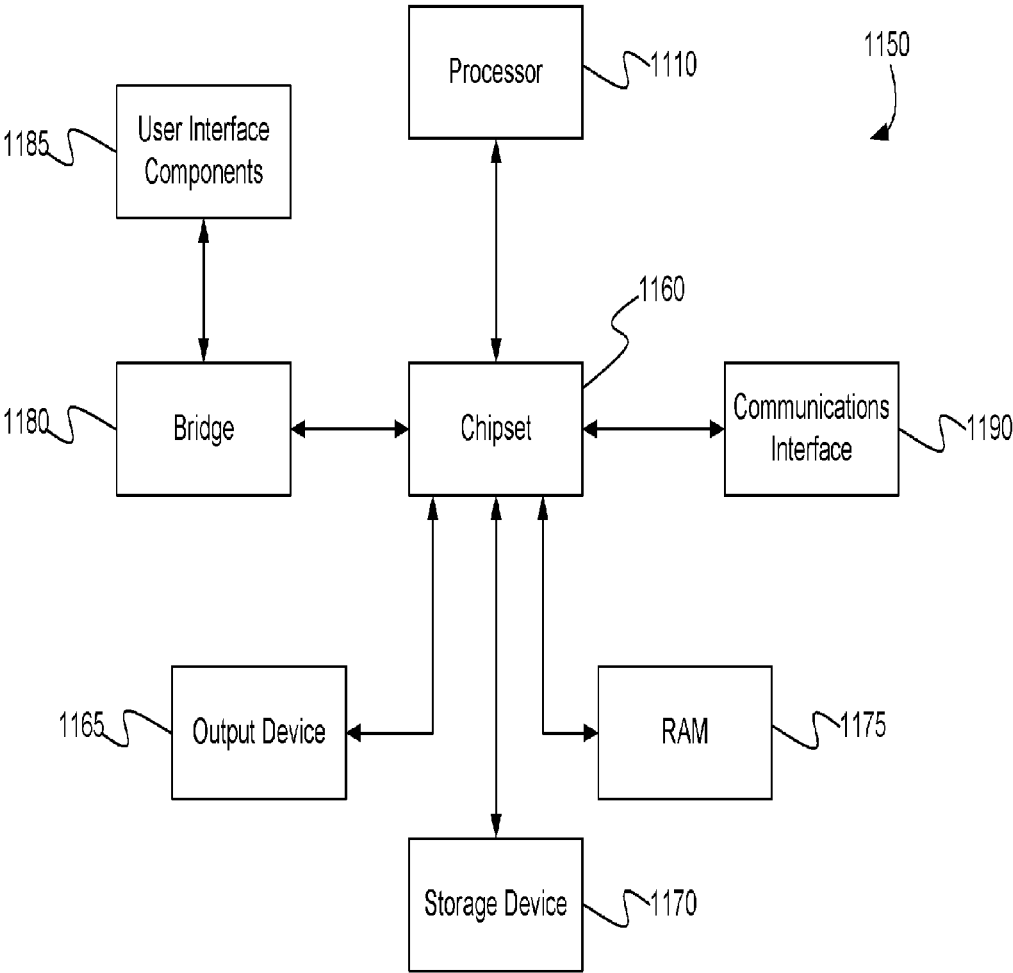 Processor
1110
1150
1185
User Interface
Components
1160
1180
Bridge
Chipset
Communications
Interface
1190
1165
Output Device
RAM
1175
Storage Device
1170